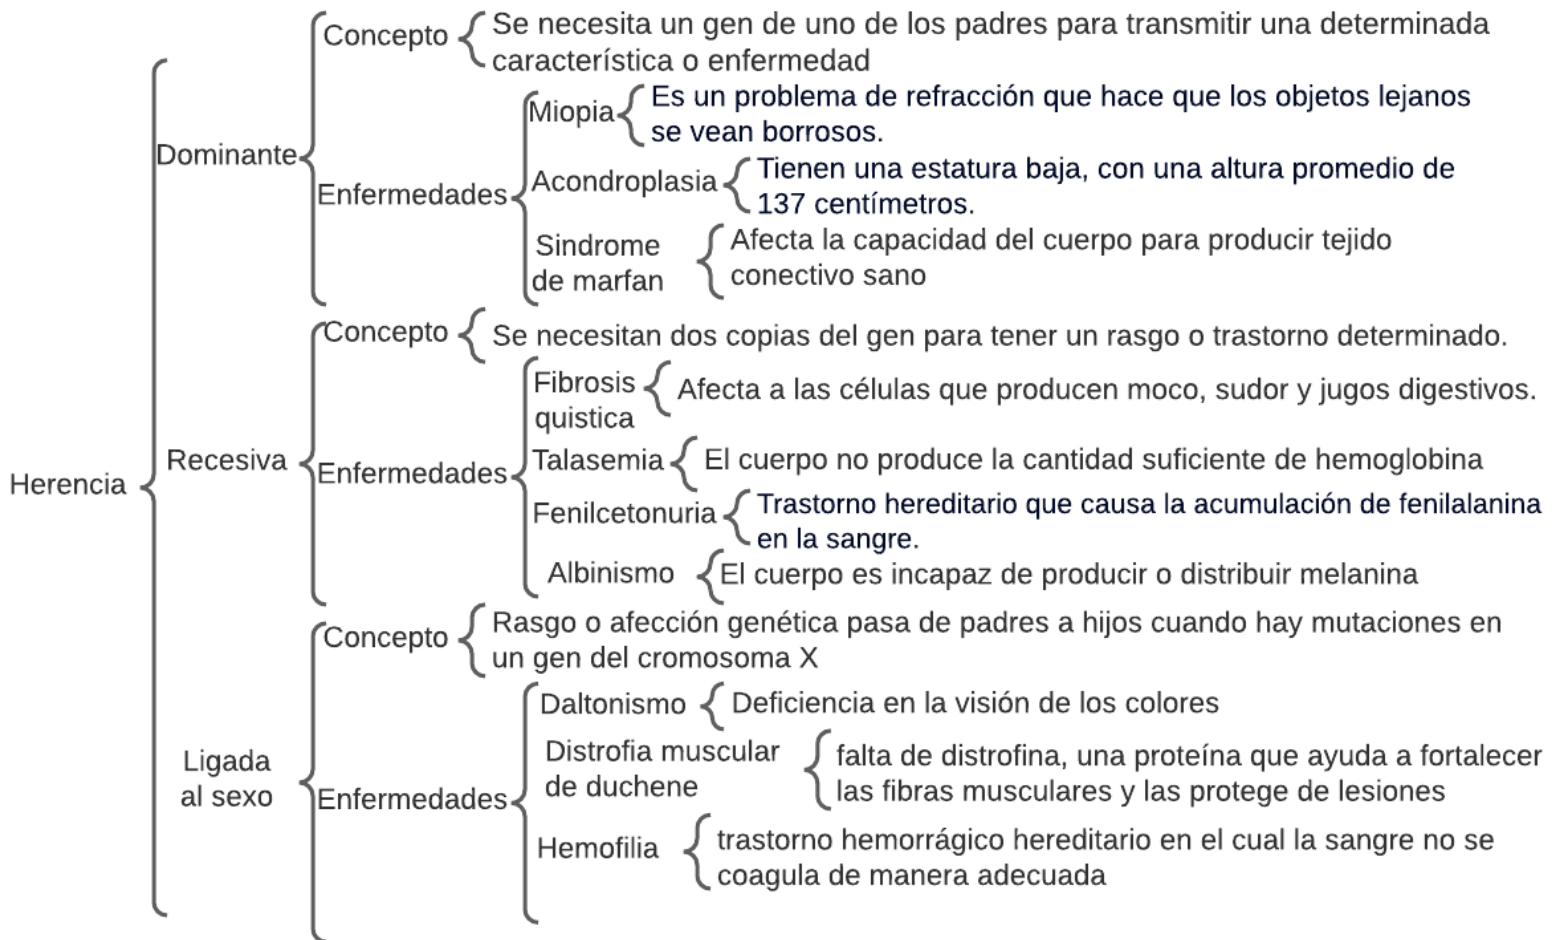 Herencia
Dominante
Concepto
Se necesita un gen de uno de los padres para transmitir una determinada
característica o enfermedad
Enfermedades
Miopia
Es un problema de refracción que hace que los objetos lejanos
se vean borrosos.
Acondroplasia
Tienen una estatura baja, con una altura promedio de
137 centímetros.
Sindrome
de marfan
Afecta la capacidad del cuerpo para producir tejido
conectivo sano
Recesiva
Concepto
Se necesitan dos copias del gen para tener un rasgo o trastorno determinado.
Enfermedades
Fibrosis
quistica
Afecta a las células que producen moco, sudor y jugos digestivos.
Talasemia
El cuerpo no produce la cantidad suficiente de hemoglobina
Fenilcetonuria
Trastorno hereditario que causa la acumulación de fenilalanina
en la sangre.
Albinismo
El cuerpo es incapaz de producir o distribuir melanina
Ligada
al sexo
Concepto
Rasgo o afección genética pasa de padres a hijos cuando hay mutaciones en
un gen del cromosoma X
Enfermedades
Daltonismo
Deficiencia en la visión de los colores
Distrofia muscular
de duchene
falta de distrofina, una proteína que ayuda a fortalecer
las fibras musculares y las protege de lesiones
Hemofilia
trastorno hemorrágico hereditario en el cual la sangre no se
coagula de manera adecuada